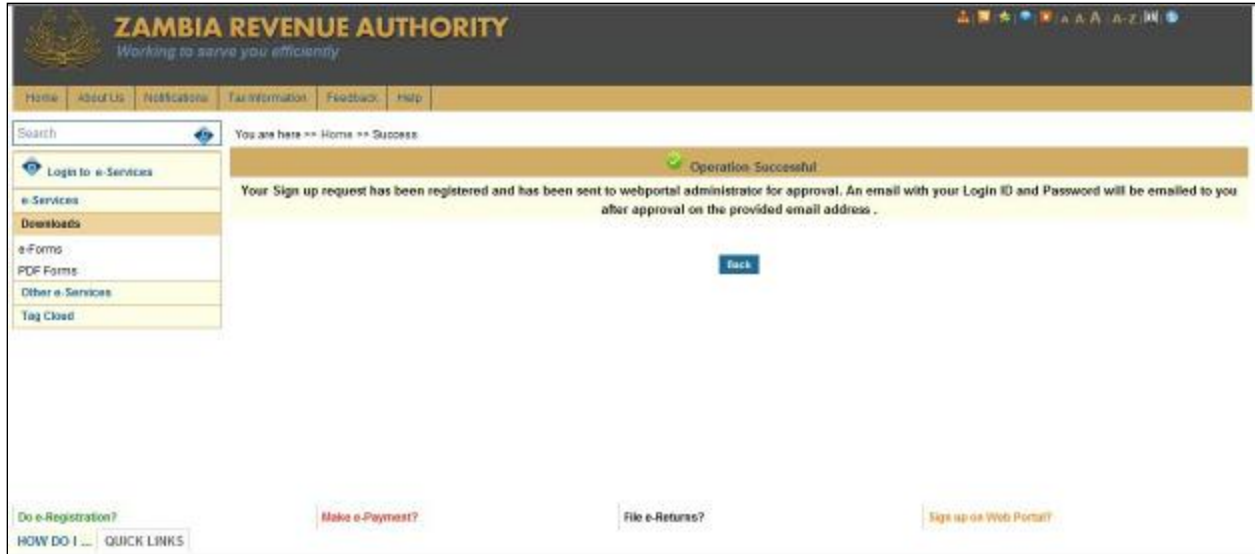 ZAMBIA REVENUE AUTHORITY
Working to serve you efficiently
A A A A-Z
Home About Us Notifications Tax Information Feedback Help
Search
You are here >> Home >> Success
Login to e-Services
Operation Successful
e-Services
Your Sign up request has been registered and has been sent to webportal administrator for approval. An email with your Login ID and Password will be emailed to you
after approval on the provided email address .
Downloads
e-Forms
PDF Forms
Back
Other e-Services
Tag Cloud
Do e-Registration? Make e-Payment? File e-Returns? Sign up on Web Portal?
HOW DO I ... QUICK LINKS